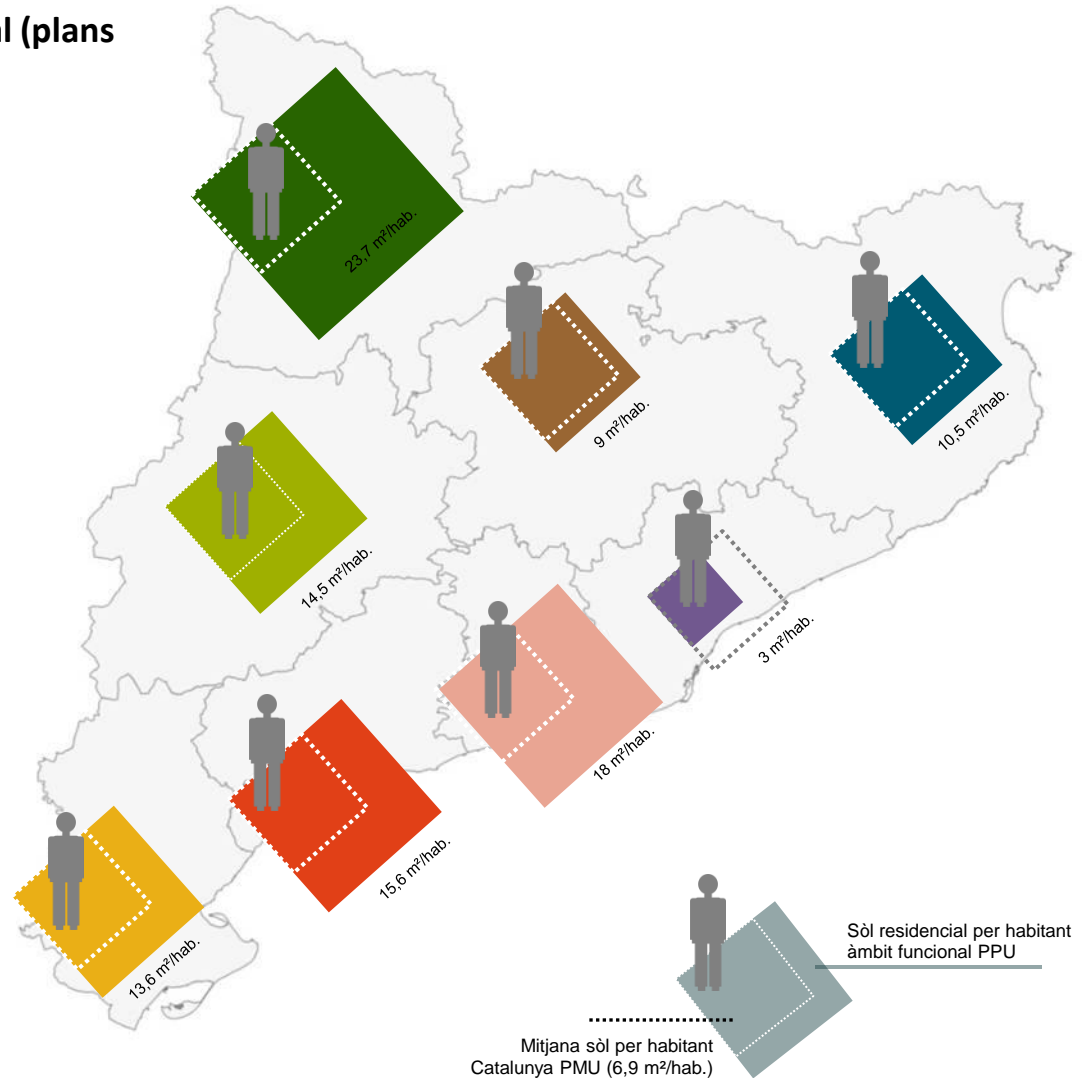 l (plans
23,7 m²/hab.
9 m²/hab.
10,5 m²/hab.
14,5 m²/hab.
3 m²/hab.
18 m²/hab.
15,6 m²/hab.
13,6 m²/hab.
Sòl residencial per habitant
àmbit funcional PPU
Mitjana sòl per habitant
Catalunya PMU (6,9 m²/hab.)